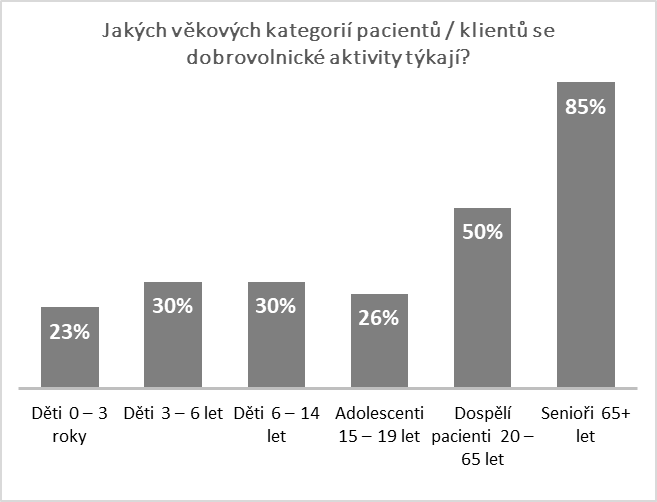 Jakých věkových kategorií pacientů / klientů se
dobrovolnické aktivity týkají?
85%
50%
30%
30%
26%
23%
Děti 0 – 3
roky
Děti 3 – 6 let
Děti 6 – 14
let
Adolescenti
15 – 19 let
Dospělí
pacienti 20 –
65 let
Senioři 65+
let